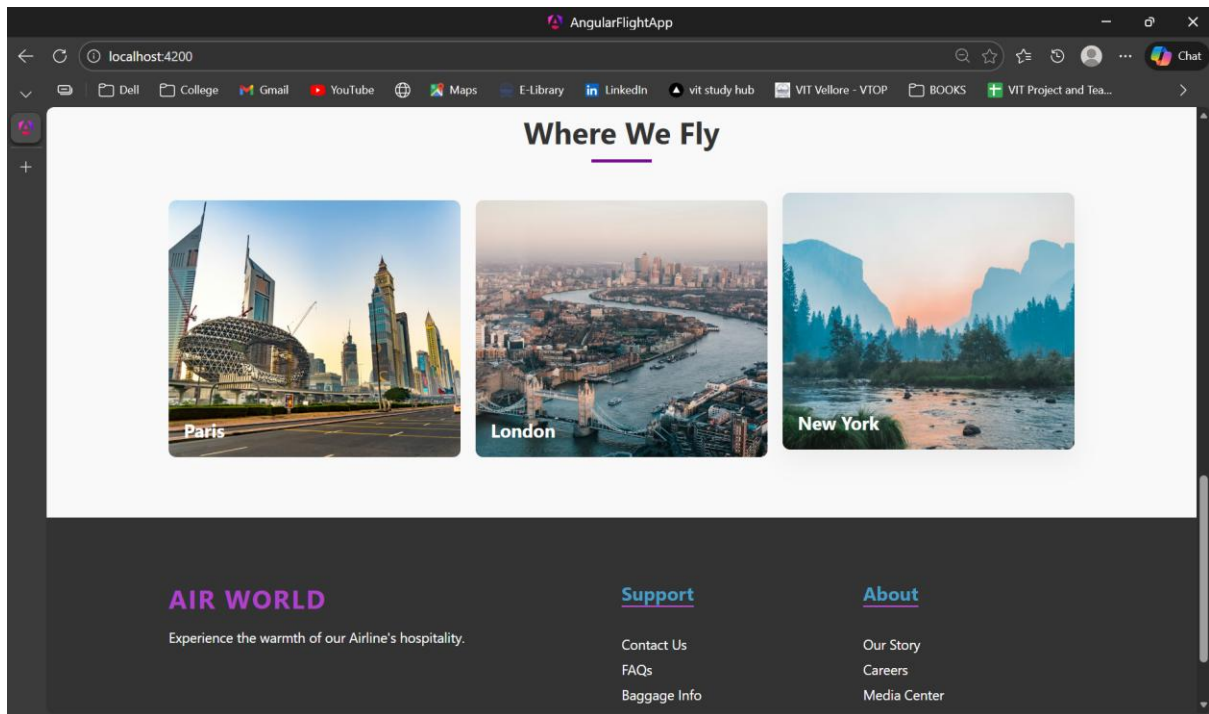 AngularFlightApp
localhost:4200
Chat
Dell College Gmail YouTube Maps E-Library LinkedIn vit study hub VIT Vellore - VTOP BOOKS VIT Project and Tea...
Where We Fly
Paris
London
New York
AIR WORLD
Experience the warmth of our Airline's hospitality.
Support
Contact Us
FAQs
Baggage Info
About
Our Story
Careers
Media Center